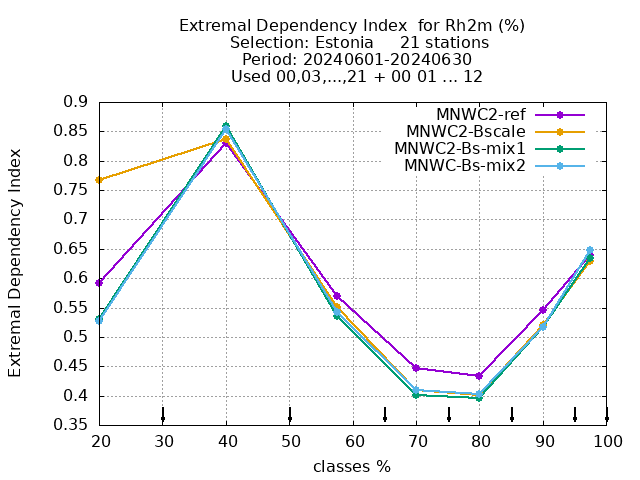 Extremal Dependency Index  for Rh2m (%)
Selection: Estonia     21 stations
Period: 20240601-20240630
Used 00,03,...,21 + 00 01 ... 12
MNWC2-ref
MNWC2-Bscale
MNWC2-Bs-mix1
MNWC-Bs-mix2
Extremal Dependency Index
0.9
0.85
0.8
0.75
0.7
0.65
0.6
0.55
0.5
0.45
0.4
0.35
20 30 40 50 60 70 80 90 100
classes %